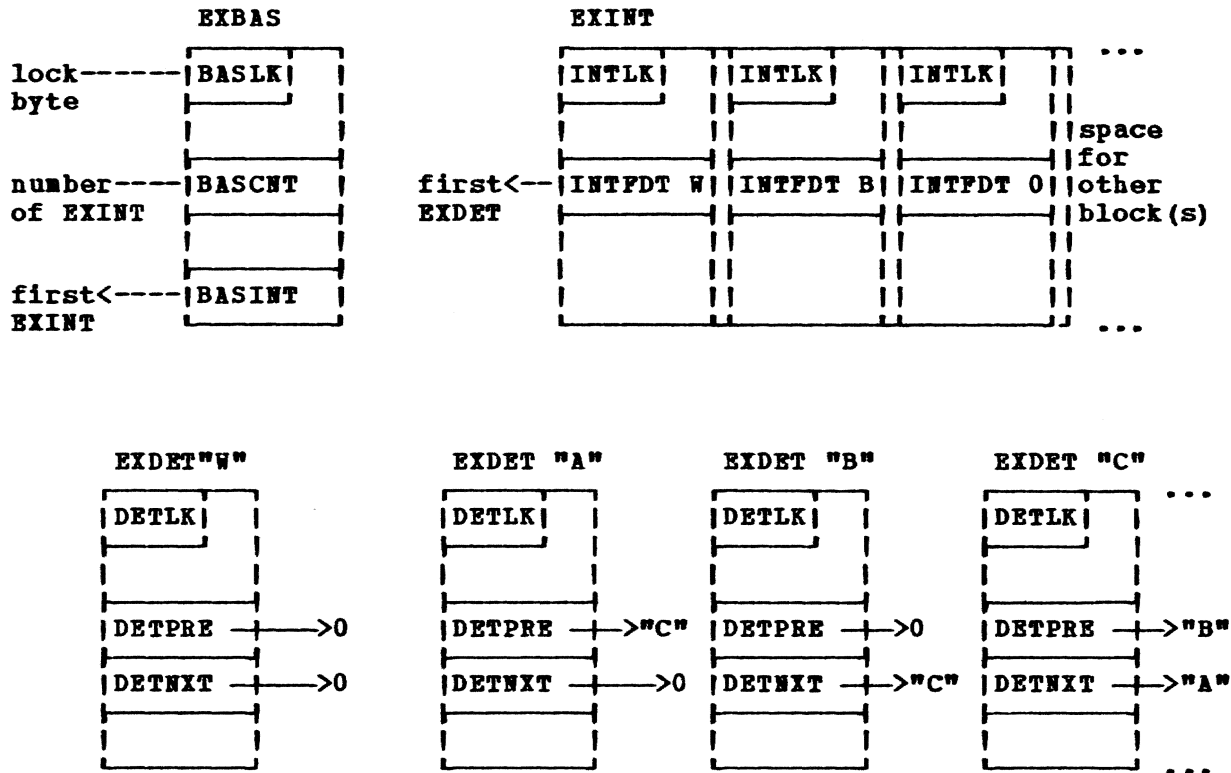 EXBAS EXINT
lock------ BASLK INTLK INTLK INTLK ...
byte
space
for
number---- BASCNT first<-- INTFDT W INTFDT B INTFDT 0 other
of EXINT EXDET block(s)
first<---- BASINT
EXINT ...
EXDET"W" EXDET "A" EXDET "B" EXDET "C"
DETLK DETLK DETLK DETLK ...
DETPRE -->0 DETPRE -->"C" DETPRE -->0 DETPRE -->"B"
DETNXT -->0 DETNXT -->0 DETNXT -->"C" DETNXT -->"A"
...